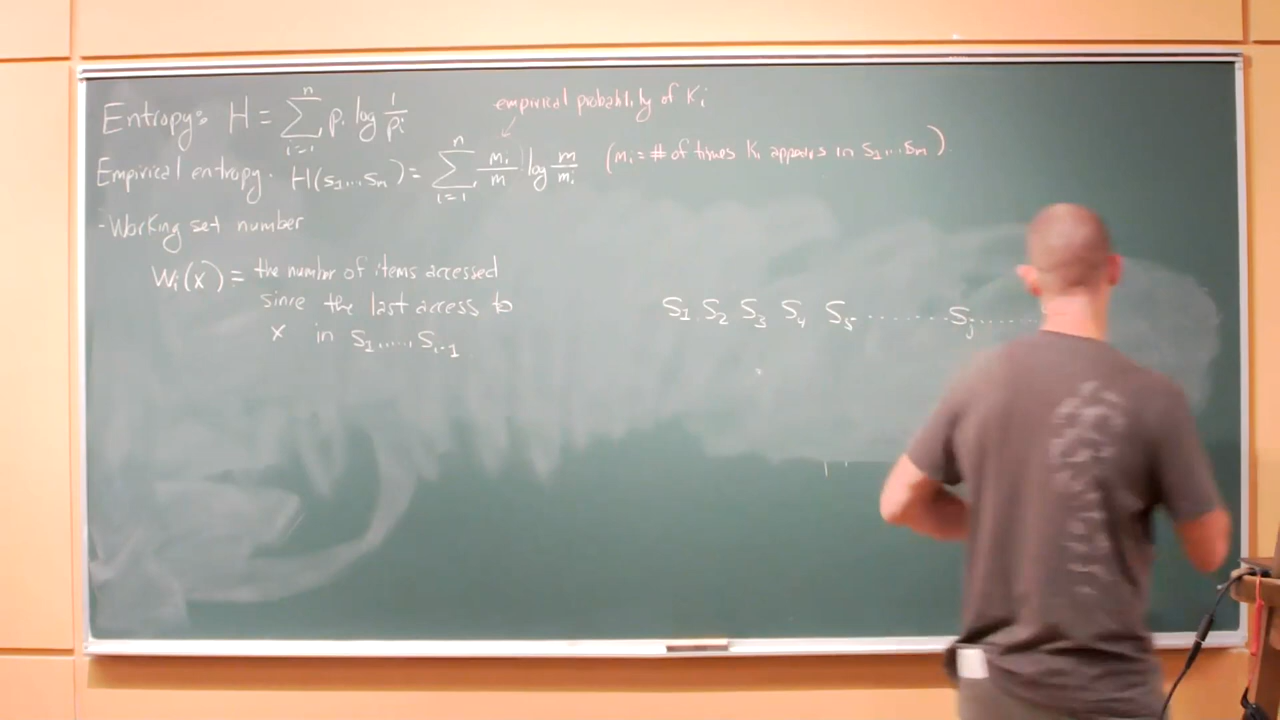 Entropy: H = ∑_{i=1}^{n} p_i log 1/p_i
empirical probability of K_i
Empirical entropy. H(s_1...s_m) = ∑_{i=1}^{n} m_i/m log m/m_i (m_i = # of times K_i appears in s_1...s_m).
- Working set number
W_i(x) = the number of items accessed
since the last access to
x in S_1,...., S_{i-1}
S_1 S_2 S_3 S_4 S_5 ........ S_j ......